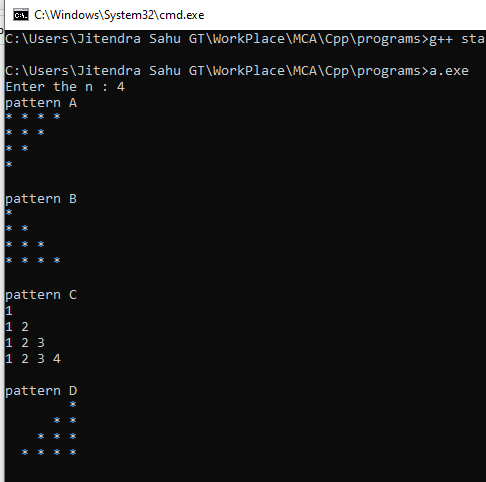 C:\Windows\System32\cmd.exe
C:\Users\Jitendra Sahu GT\WorkPlace\MCA\Cpp\programs>g++ sta
C:\Users\Jitendra Sahu GT\WorkPlace\MCA\Cpp\programs>a.exe
Enter the n : 4
pattern A
* * * *
* * *
* *
*
pattern B
*
* *
* * *
* * * *
pattern C
1
1 2
1 2 3
1 2 3 4
pattern D
        *
      * *
    * * *
  * * * *